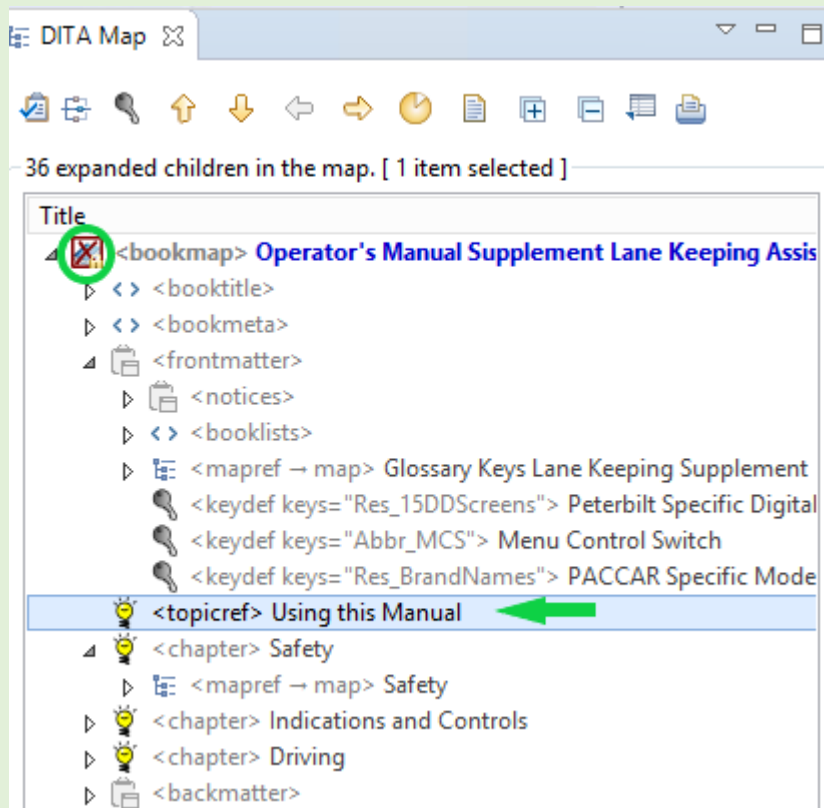 DITA Map
36 expanded children in the map. [ 1 item selected ]
Title
<bookmap> Operator's Manual Supplement Lane Keeping Assis
<booktitle>
<bookmeta>
<frontmatter>
<notices>
<booklists>
<mapref → map> Glossary Keys Lane Keeping Supplement
<keydef keys="Res_15DDScreens"> Peterbilt Specific Digital
<keydef keys="Abbr_MCS"> Menu Control Switch
<keydef keys="Res_BrandNames"> PACCAR Specific Mode
<topicref> Using this Manual
<chapter> Safety
<mapref → map> Safety
<chapter> Indications and Controls
<chapter> Driving
<backmatter>